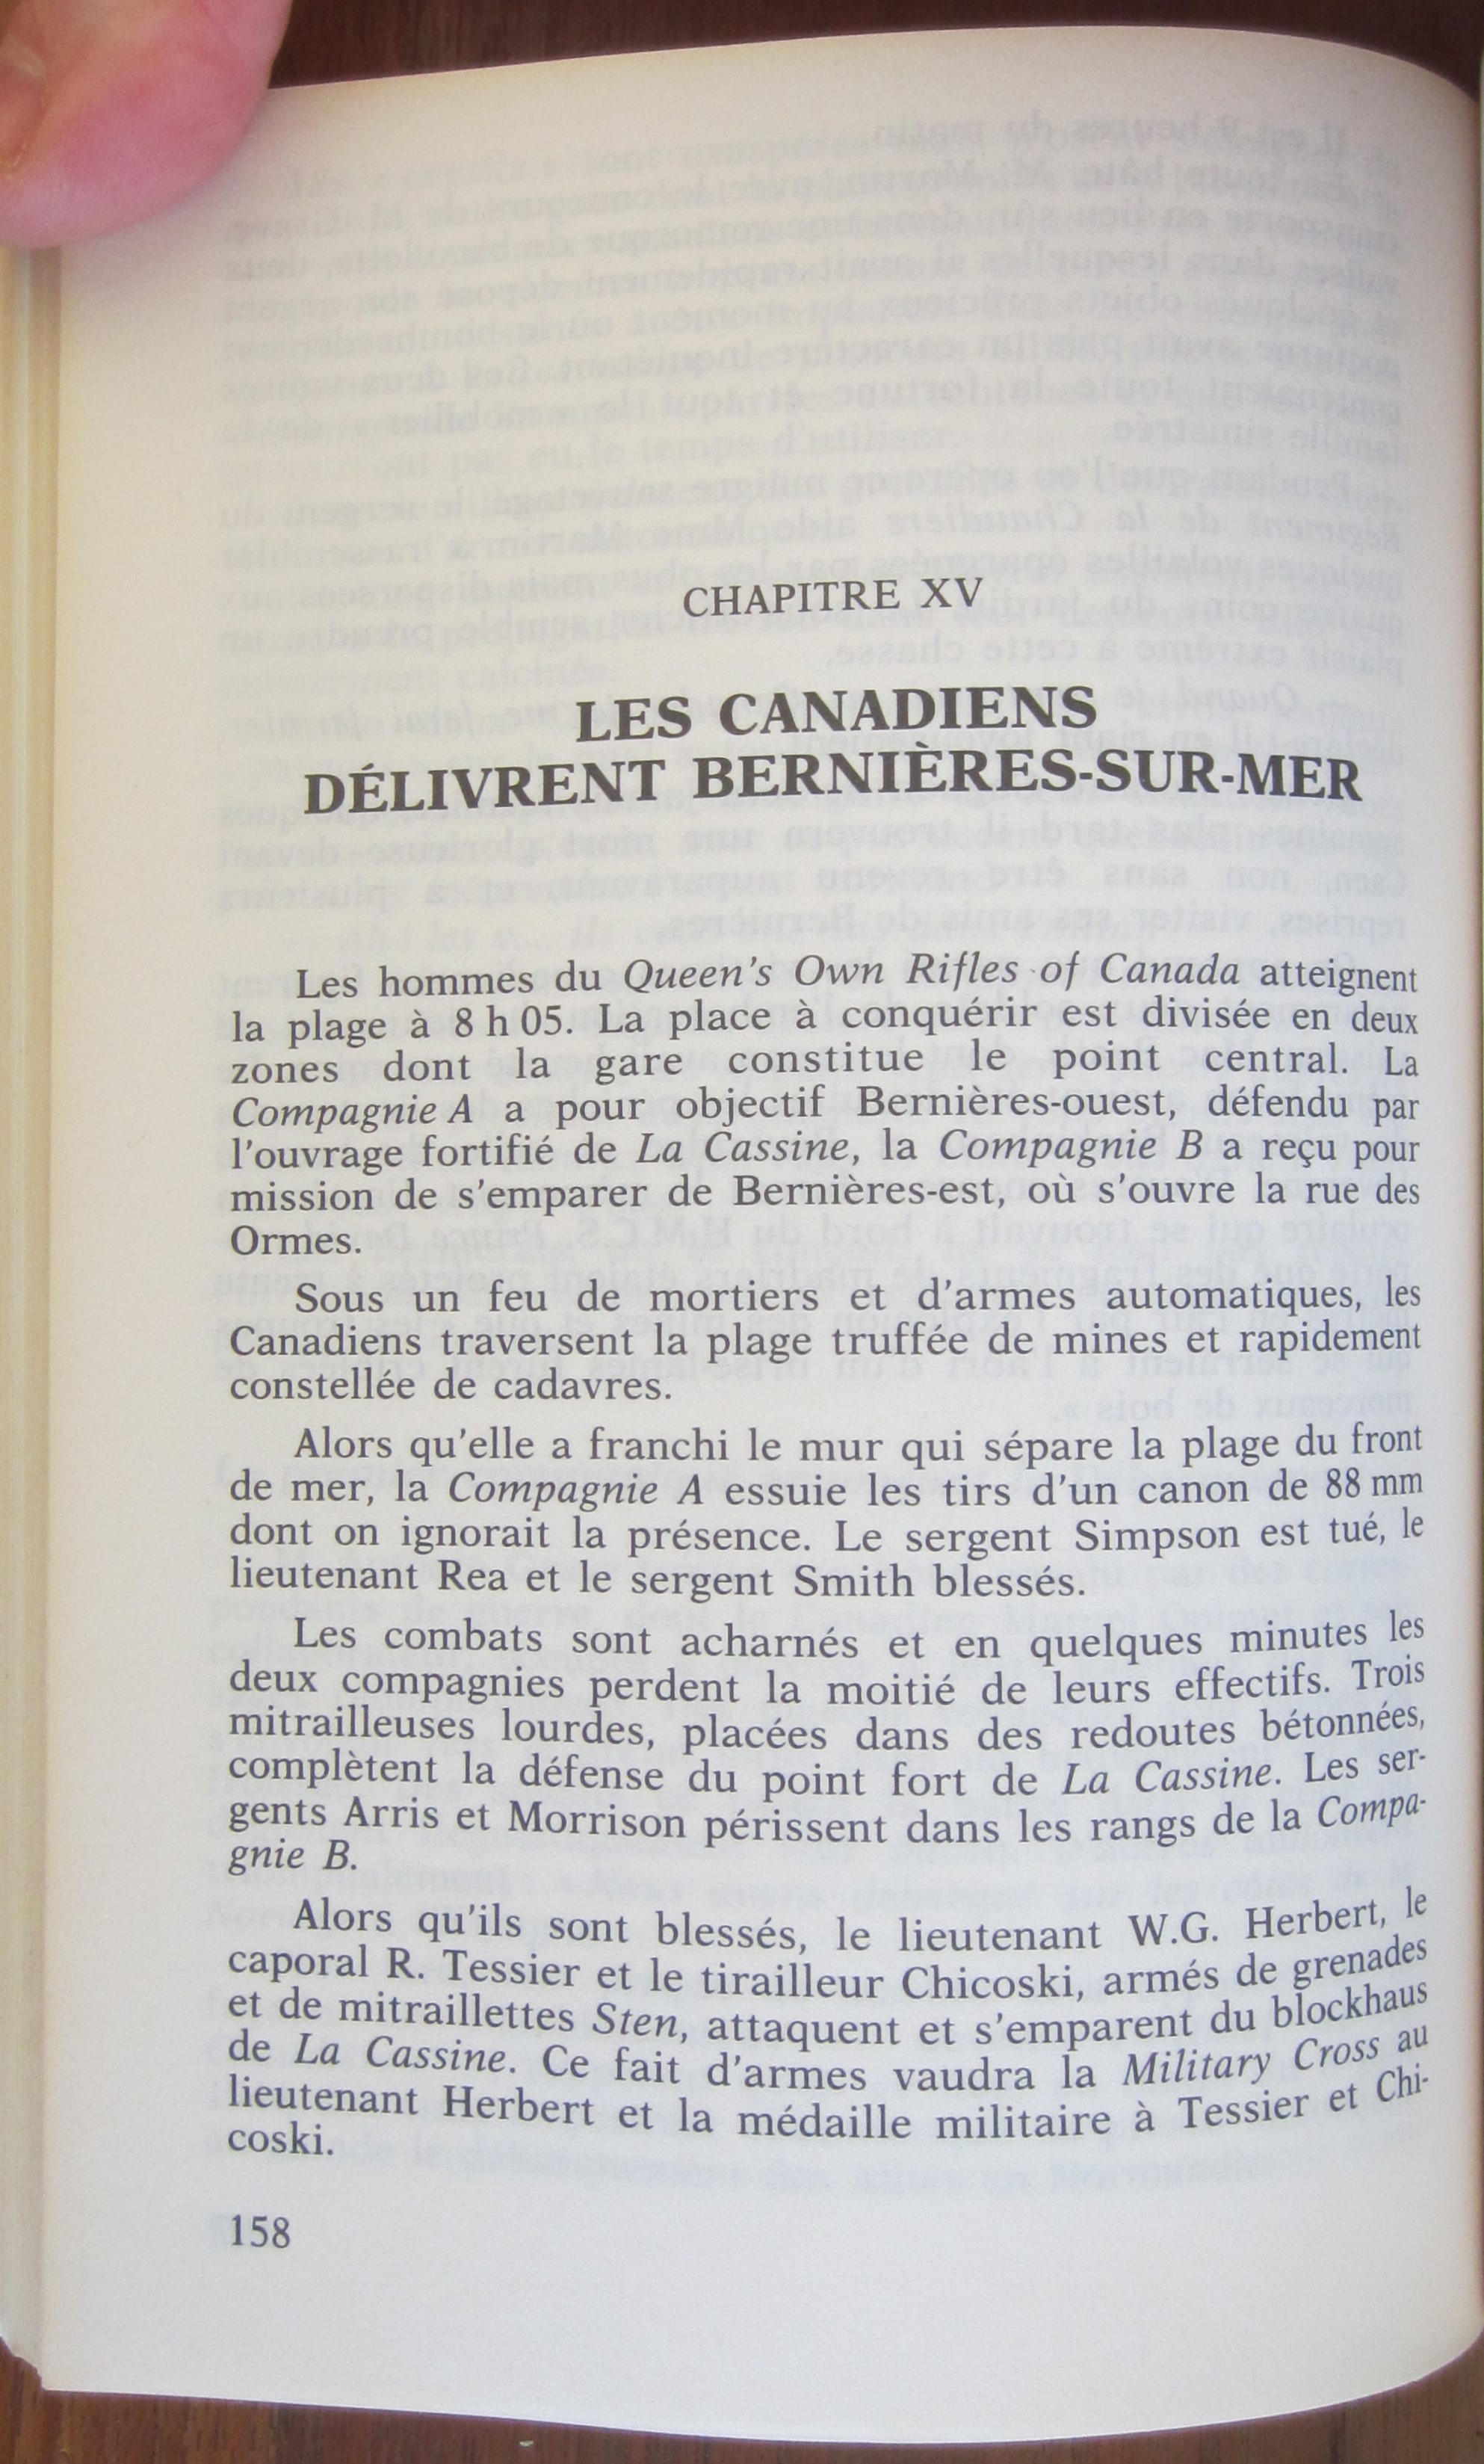 CHAPITRE XV
LES CANADIENS
DÉLIVRENT BERNIÈRES-SUR-MER
Les hommes du Queen's Own Rifles of Canada atteignent
la plage à 8 h 05. La place à conquérir est divisée en deux
zones dont la gare constitue le point central. La
Compagnie A a pour objectif Bernières-ouest, défendu par
l'ouvrage fortifié de La Cassine, la Compagnie B a reçu pour
mission de s'emparer de Bernières-est, où s'ouvre la rue des
Ormes.
Sous un feu de mortiers et d'armes automatiques, les
Canadiens traversent la plage truffée de mines et rapidement
constellée de cadavres.
Alors qu'elle a franchi le mur qui sépare la plage du front
de mer, la Compagnie A essuie les tirs d'un canon de 88 mm
dont on ignorait la présence. Le sergent Simpson est tué, le
lieutenant Rea et le sergent Smith blessés.
Les combats sont acharnés et en quelques minutes les
deux compagnies perdent la moitié de leurs effectifs. Trois
mitrailleuses lourdes, placées dans des redoutes bétonnées,
complètent la défense du point fort de La Cassine. Les ser-
gents Arris et Morrison périssent dans les rangs de la Compa-
gnie B.
Alors qu'ils sont blessés, le lieutenant W.G. Herbert, le
caporal R. Tessier et le tirailleur Chicoski, armés de grenades
et de mitraillettes Sten, attaquent et s'emparent du blockhaus
de La Cassine. Ce fait d'armes vaudra la Military Cross au
lieutenant Herbert et la médaille militaire à Tessier et Chi-
coski.
158